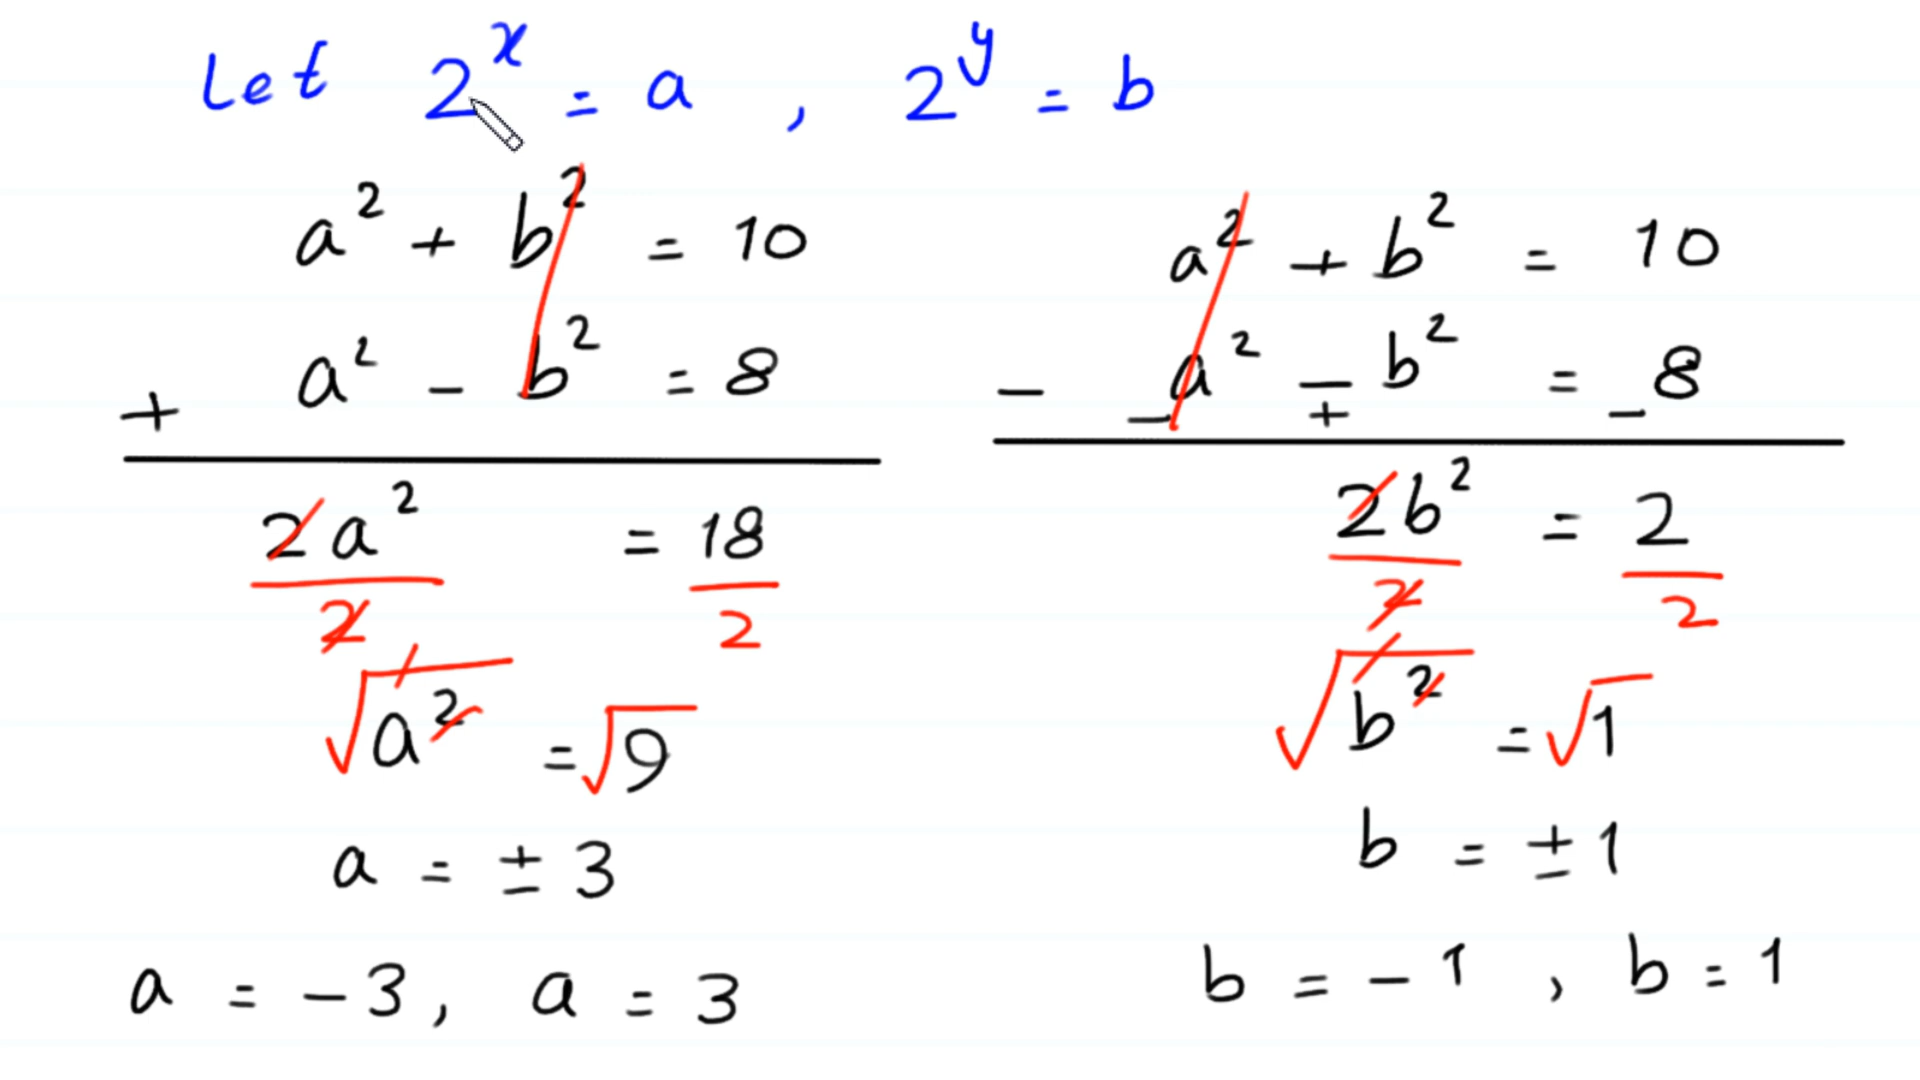 Let 2^x = a , 2^y = b
a² + b² = 10
a² - b² = 8
+
2a² = 18
2 2
√a² = √9
a = ± 3
a = -3, a = 3
a² + b² = 10
- a² - b² = 8
- + -
2b² = 2
2 2
√b² = √1
b = ± 1
b = -1 , b = 1